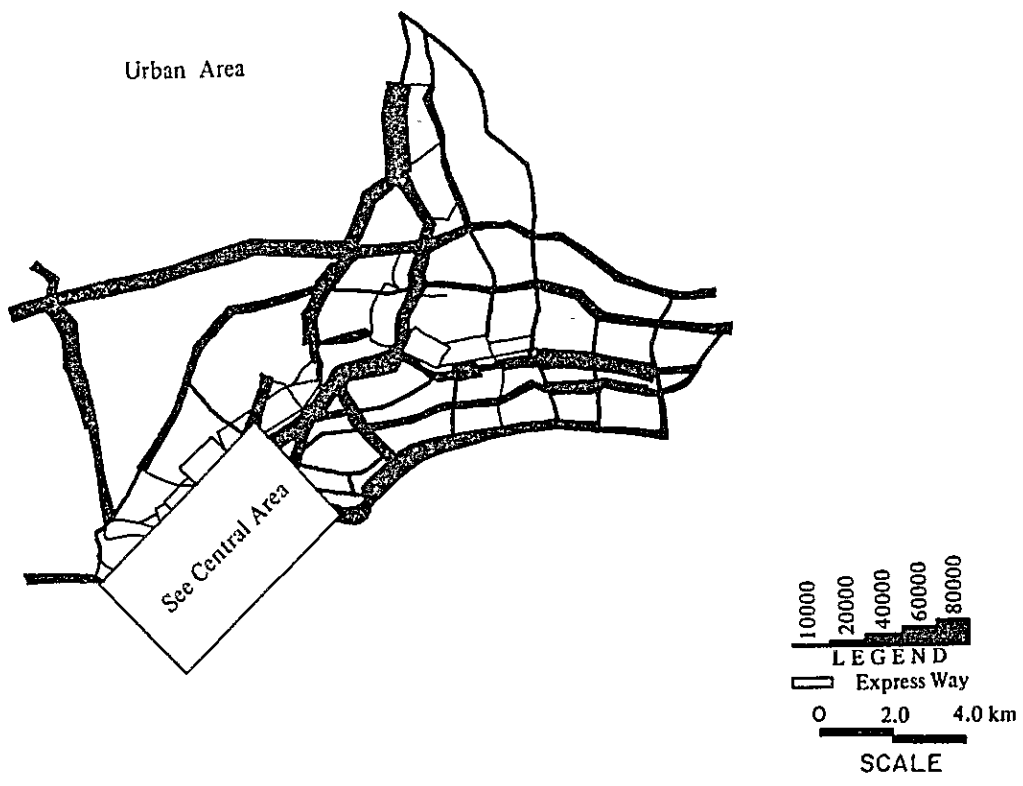 Urban Area
See Central Area
10000
20000
40000
60000
80000
LEGEND
Express Way
0 2.0 4.0 km
SCALE